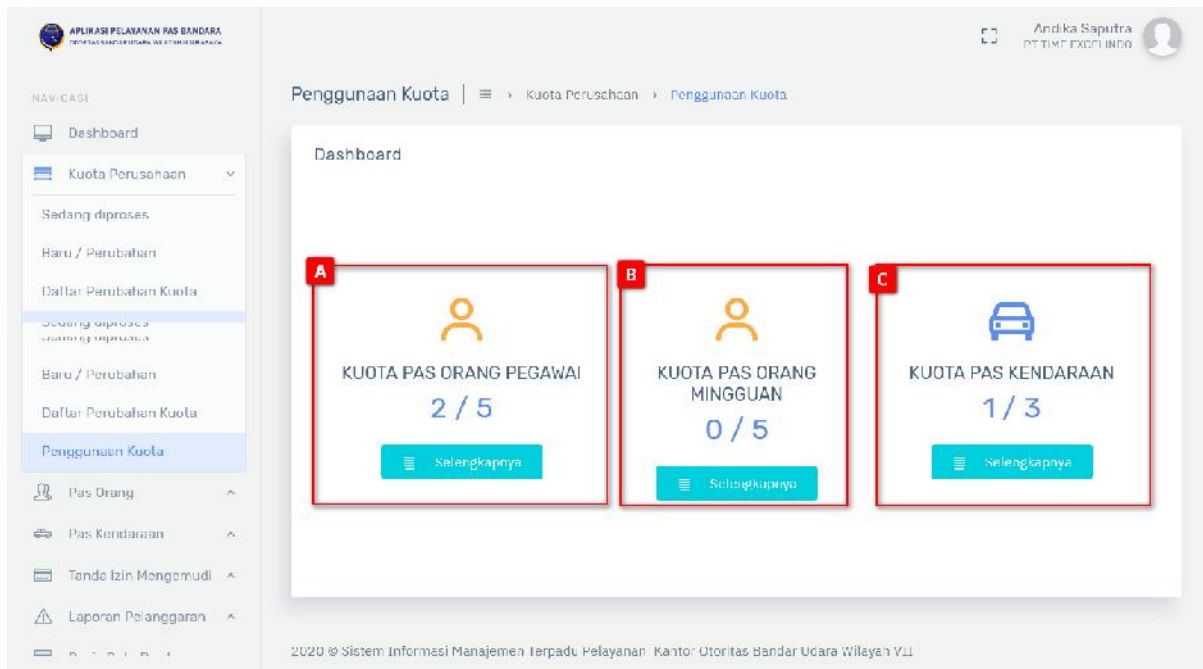 APLIKASI PELAYANAN PAS BANDARA
Andika Saputra
PT TIME EXCELINDO
NAVIGASI
Penggunaan Kuota
Kuota Perusahaan > Penggunaan Kuota
Dashboard
Kuota Perusahaan
Sedang diproses
Baru / Perubahan
Daftar Perubahan Kuota
Baru / Perubahan
Daftar Perubahan Kuota
Penggunaan Kuota
Pas Orang
Pas Kendaraan
Tanda Izin Mengemudi
Laporan Pelanggaran
Dashboard
A
KUOTA PAS ORANG PEGAWAI
2 / 5
Selengkapnya
B
KUOTA PAS ORANG
MINGGUAN
0 / 5
Selengkapnya
C
KUOTA PAS KENDARAAN
1 / 3
Selengkapnya
2020 © Sistem Informasi Manajemen Terpadu Pelayanan Kantor Otoritas Bandar Udara Wilayah VII